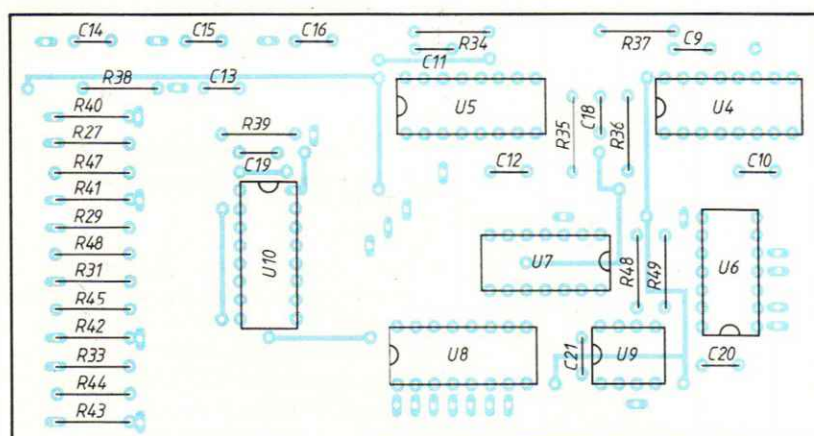 C14 C15 C16 R34 R37 C9
C11
R38 C13
R40 U5 U4
R27 R39 R35 C18 R36
R47 C19 C12 C10
R41
R29
R48 U10 U7 R48 R49 U6
R31
R45
R42
R33 U8 C21 U9 C20
R44
R43